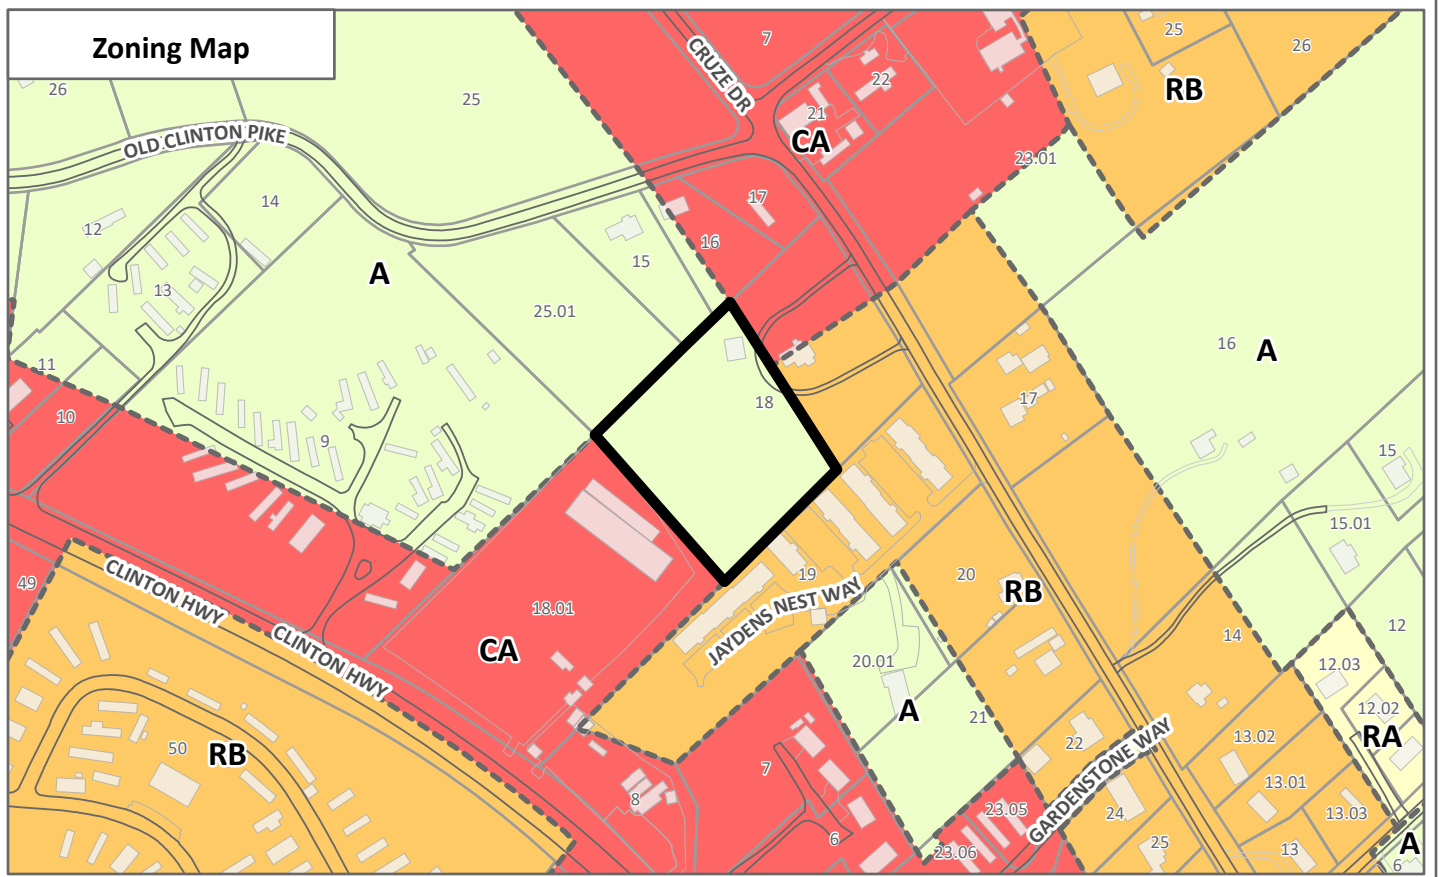 Zoning Map
7
25
26
CRUZE DR
22
RB
26
25
21
CA
OLD CLINTON PIKE
23.01
14
17
12
16
15
A
13
25.01
16
A
11
17
10
18
9
15
15.01
49
CLINTON HWY
19
20
RB
18.01
JAYDENS NEST WAY
12
14
CLINTON HWY
CA
20.01
12.03
A
21
12.02
RA
50
RB
22
13.02
7
GARDENSTONE WAY
13.01
8
23.05
24
13.03
6
25
13
A
23.06
6